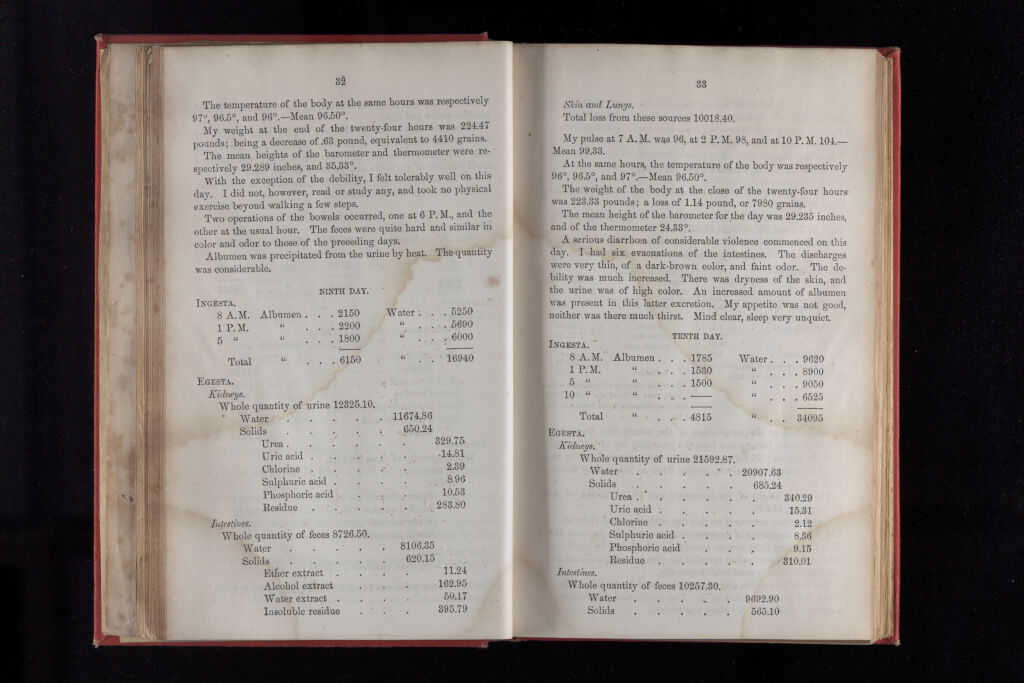 32
The temperature of the body at the same hours was respectively
97°, 96.5°, and 96°.—Mean 96.50°.
My weight at the end of the twenty-four hours was 224.47
pounds; being a decrease of .63 pound, equivalent to 4410 grains.
The mean heights of the barometer and thermometer were re-
spectively 29.289 inches, and 35.33°.
With the exception of the debility, I felt tolerably well on this
day. I did not, however, read or study any, and took no physical
exercise beyond walking a few steps.
Two operations of the bowels occurred, one at 6 P. M., and the
other at the usual hour. The feces were quite hard and similar in
color and odor to those of the preceding days.
Albumen was precipitated from the urine by heat. The quantity
was considerable.
NINTH DAY.
INGESTA.
8 A.M. Albumen . . . 2150 Water . . . 5250
1 P.M. “ . . . 2200 “ . . . 5690
5 “ “ . . . 1800 “ . . . 6000
Total “ . . . 6150 “ . . 16940
EGESTA.
Kidneys.
Whole quantity of urine 12325.10.
Water . . . . . 11674.86
Solids . . . . . 650.24
Urea . . . . . 329.75
Uric acid . . . . . 14.81
Chlorine . . . . . 2.39
Sulphuric acid . . . . 8.96
Phosphoric acid . . . 10.53
Residue . . . . . 283.80
Intestines.
Whole quantity of feces 8726.50.
Water . . . . . 8106.35
Solids . . . . . 620.15
Ether extract . . . . 11.24
Alcohol extract . . . 162.95
Water extract . . . . 50.17
Insoluble residue . . . 395.79
33
Skin and Lungs.
Total loss from these sources 10018.40.
My pulse at 7 A. M. was 96, at 2 P. M. 98, and at 10 P. M. 104.—
Mean 99.33.
At the same hours, the temperature of the body was respectively
96°, 96.5°, and 97°.—Mean 96.50°.
The weight of the body at the close of the twenty-four hours
was 223.33 pounds; a loss of 1.14 pound, or 7980 grains.
The mean height of the barometer for the day was 29.235 inches,
and of the thermometer 24.33°.
A serious diarrhœa of considerable violence commenced on this
day. I had six evacuations of the intestines. The discharges
were very thin, of a dark-brown color, and faint odor. The de-
bility was much increased. There was dryness of the skin, and
the urine was of high color. An increased amount of albumen
was present in this latter excretion. My appetite was not good,
neither was there much thirst. Mind clear, sleep very unquiet.
TENTH DAY.
INGESTA.
8 A.M. Albumen . . . 1785 Water . . . 9620
1 P.M. “ . . . 1530 “ . . . 8900
5 “ “ . . . 1500 “ . . . 9050
10 “ “ . . . —— “ . . . 6525
Total “ . . . 4815 “ . . 34095
EGESTA.
Kidneys.
Whole quantity of urine 21592.87.
Water . . . . . 20907.63
Solids . . . . . 685.24
Urea . . . . . 340.29
Uric acid . . . . . 15.31
Chlorine . . . . . 2.12
Sulphuric acid . . . . 8.36
Phosphoric acid . . . 9.15
Residue . . . . . 310.01
Intestines.
Whole quantity of feces 10257.30.
Water . . . . . 9692.90
Solids . . . . . 565.10